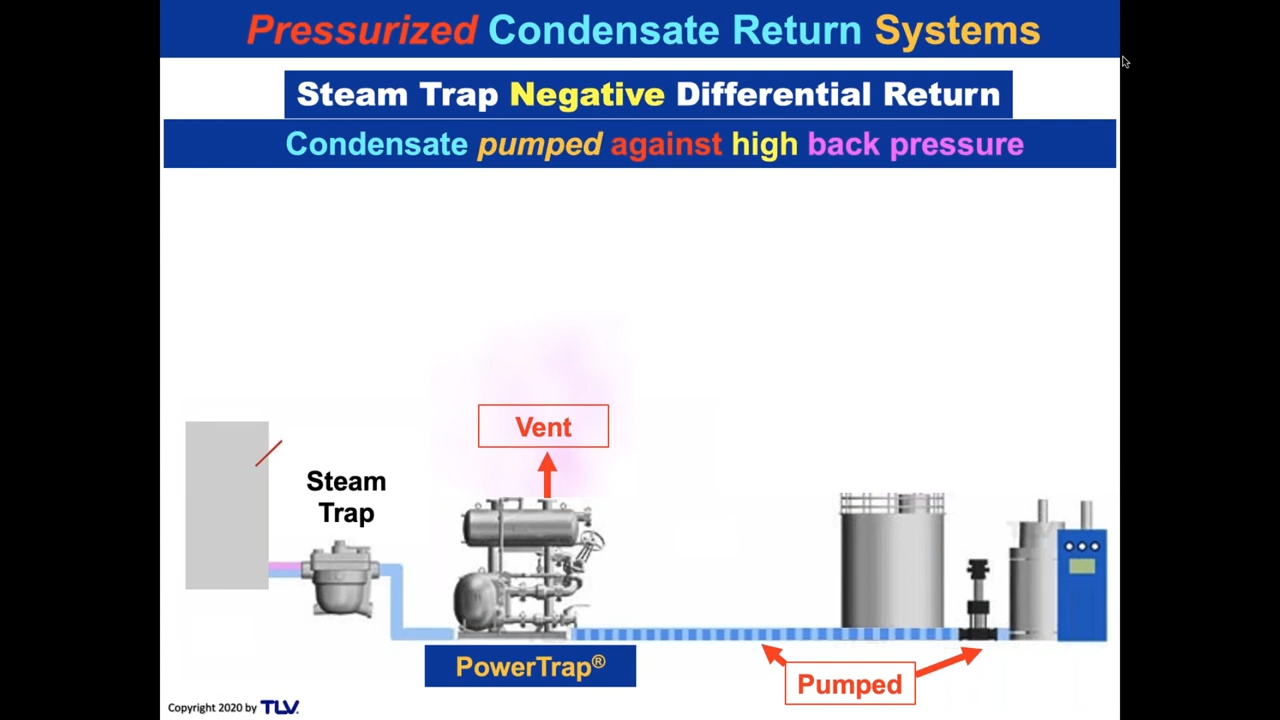 Pressurized Condensate Return Systems
Steam Trap Negative Differential Return
Condensate pumped against high back pressure
Vent
Steam
Trap
PowerTrap®
Pumped
Copyright 2020 by TLV.